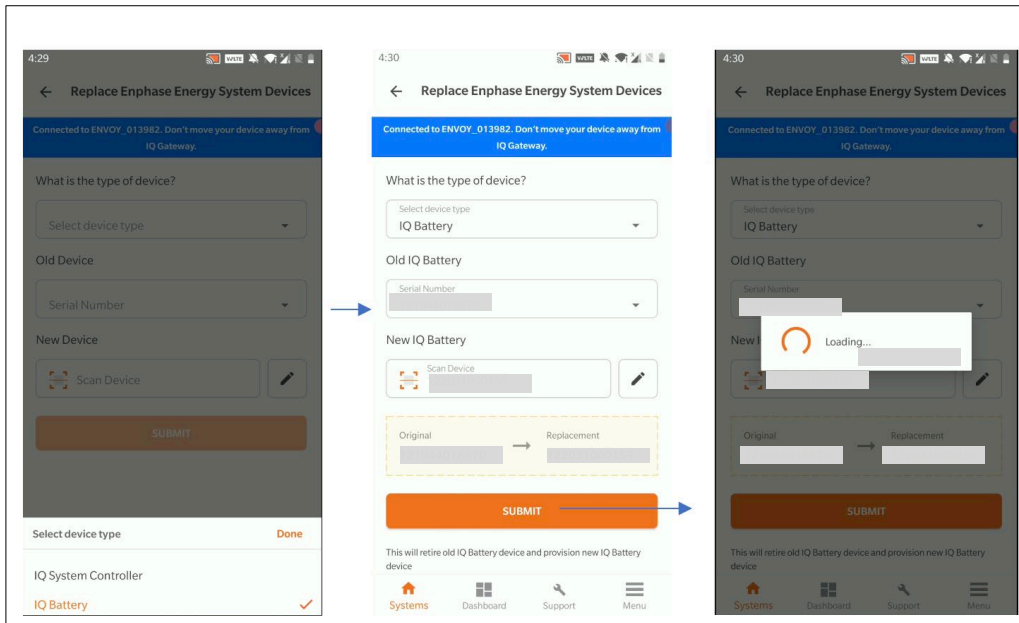 4:29
VoLTE
Replace Enphase Energy System Devices
Connected to ENVOY_013982. Don't move your device away from
IQ Gateway.
What is the type of device?
Select device type
Old Device
Serial Number
New Device
Scan Device
SUBMIT
Select device type
Done
IQ System Controller
IQ Battery
4:30
VoLTE
Replace Enphase Energy System Devices
Connected to ENVOY_013982. Don't move your device away from
IQ Gateway.
What is the type of device?
Select device type
IQ Battery
Old IQ Battery
Serial Number
New IQ Battery
Scan Device
Original
Replacement
SUBMIT
This will retire old IQ Battery device and provision new IQ Battery
device
Systems
Dashboard
Support
Menu
4:30
VoLTE
Replace Enphase Energy System Devices
Connected to ENVOY_013982. Don't move your device away from
IQ Gateway.
What is the type of device?
Select device type
IQ Battery
Old IQ Battery
Serial Number
New I
Loading...
Original
Replacement
SUBMIT
This will retire old IQ Battery device and provision new IQ Battery
device
Systems
Dashboard
Support
Menu